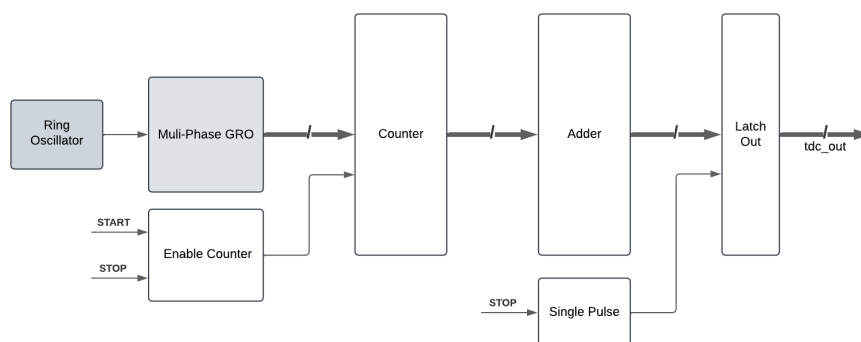 Ring
Oscillator
Muli-Phase GRO
Counter
Adder
Latch
Out
tdc_out
START
STOP
Enable Counter
STOP
Single Pulse